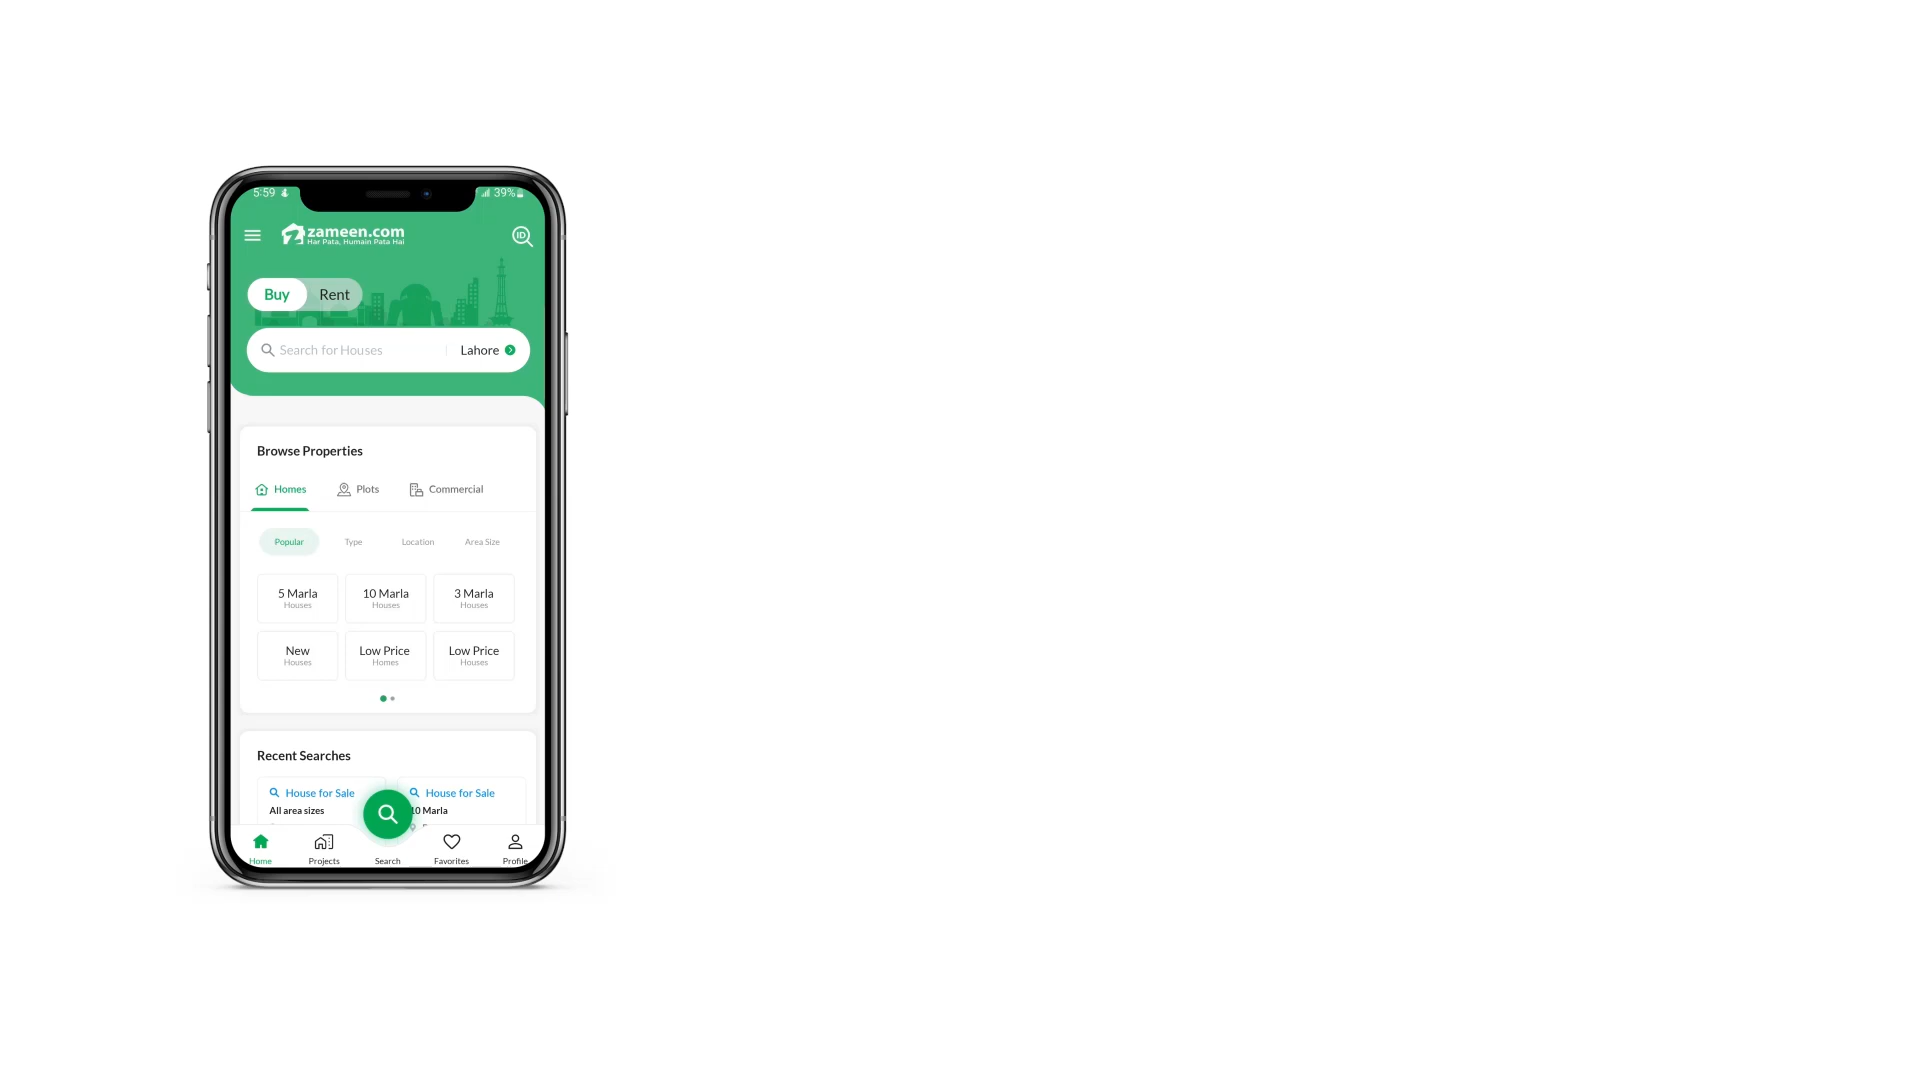 5:59
39%
zameen.com
Har Pata, Humain Pata Hai
ID
Buy Rent
Search for Houses Lahore
Browse Properties
Homes Plots Commercial
Popular Type Location Area Size
5 Marla 10 Marla 3 Marla
Houses Houses Houses
New Low Price Low Price
Houses Homes Houses
Recent Searches
House for Sale House for Sale
All area sizes 10 Marla
Home Projects Search Favorites Profile